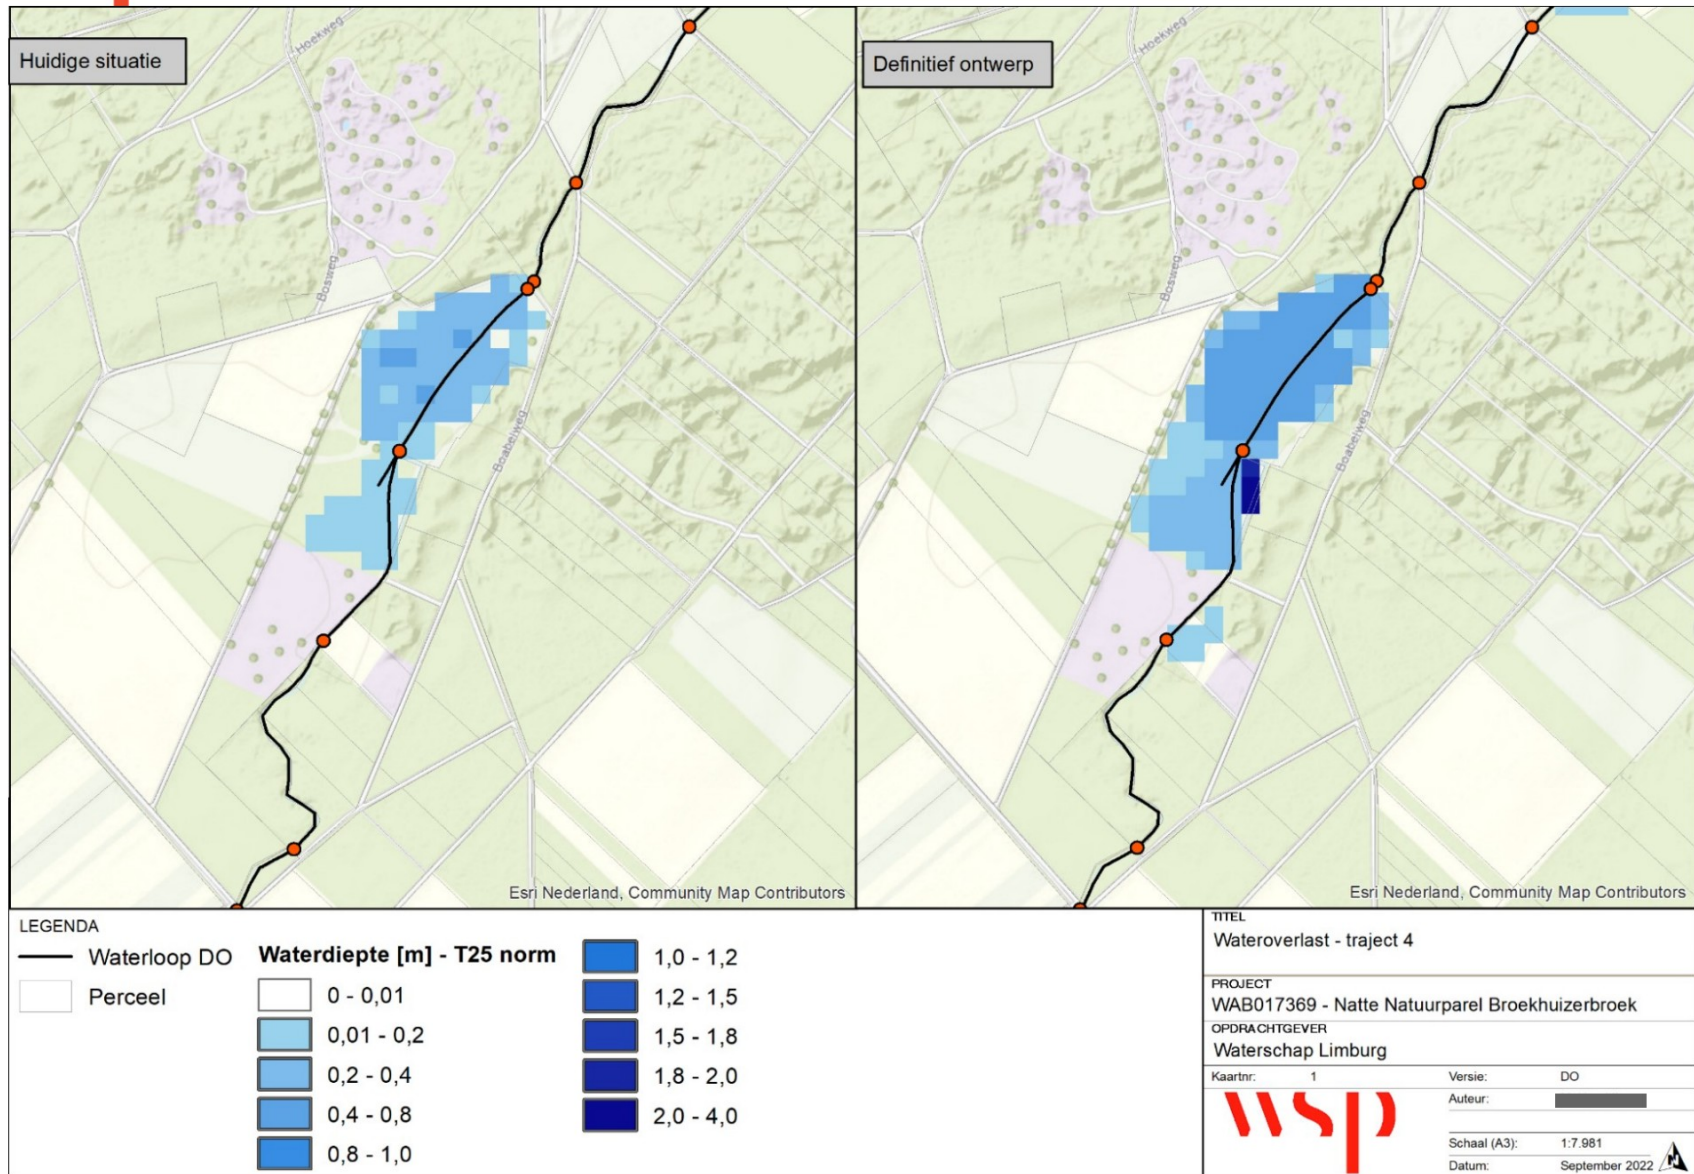 Huidige situatie
Hoekweg
Bosweg
Boabelweg
Esri Nederland, Community Map Contributors
Definitief ontwerp
Hoekweg
Bosweg
Boabelweg
Esri Nederland, Community Map Contributors
LEGENDA
Waterloop DO
Perceel
Waterdiepte [m] - T25 norm
0 - 0,01
0,01 - 0,2
0,2 - 0,4
0,4 - 0,8
0,8 - 1,0
1,0 - 1,2
1,2 - 1,5
1,5 - 1,8
1,8 - 2,0
2,0 - 4,0
TITEL
Wateroverlast - traject 4
PROJECT
WAB017369 - Natte Natuurparel Broekhuizerbroek
OPDRACHTGEVER
Waterschap Limburg
Kaartnr: 1 Versie: DO
Auteur:
wsp
Schaal (A3): 1:7.981
Datum: September 2022
N